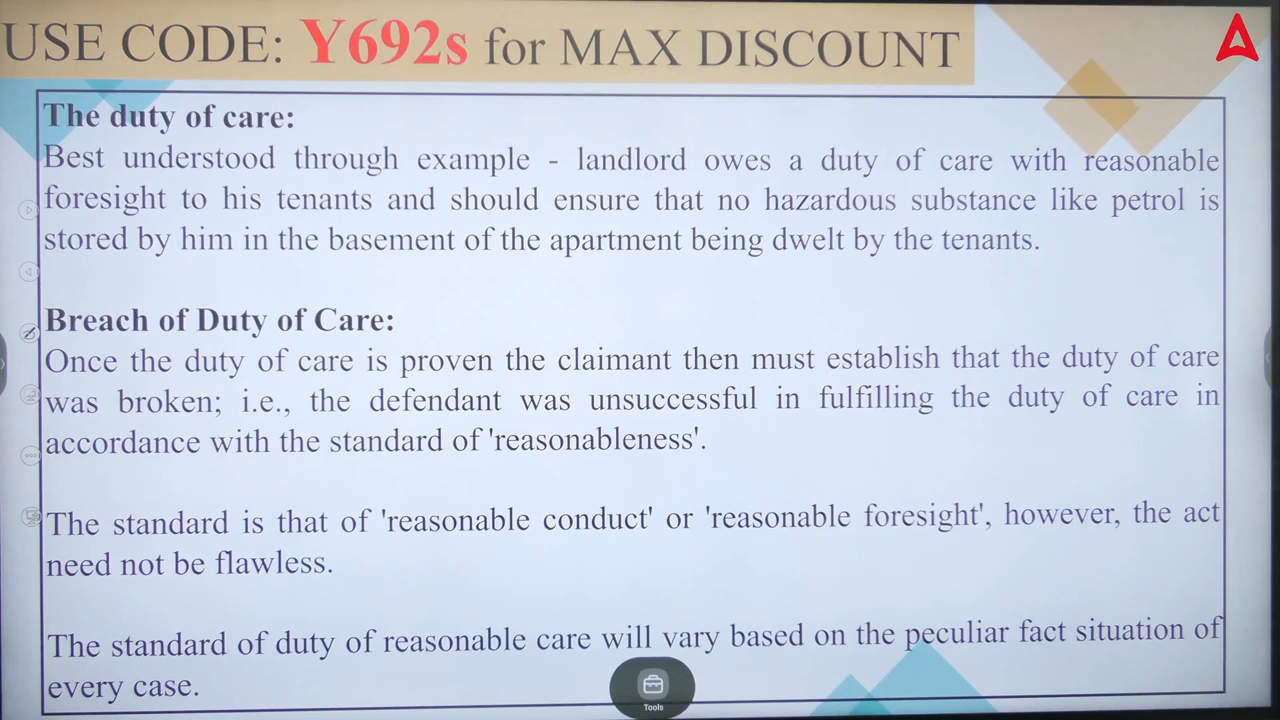 USE CODE: Y692s for MAX DISCOUNT
The duty of care:
Best understood through example - landlord owes a duty of care with reasonable
foresight to his tenants and should ensure that no hazardous substance like petrol is
stored by him in the basement of the apartment being dwelt by the tenants.
Breach of Duty of Care:
Once the duty of care is proven the claimant then must establish that the duty of care
was broken; i.e., the defendant was unsuccessful in fulfilling the duty of care in
accordance with the standard of 'reasonableness'.
The standard is that of 'reasonable conduct' or 'reasonable foresight', however, the act
need not be flawless.
The standard of duty of reasonable care will vary based on the peculiar fact situation of
every case.
Tools